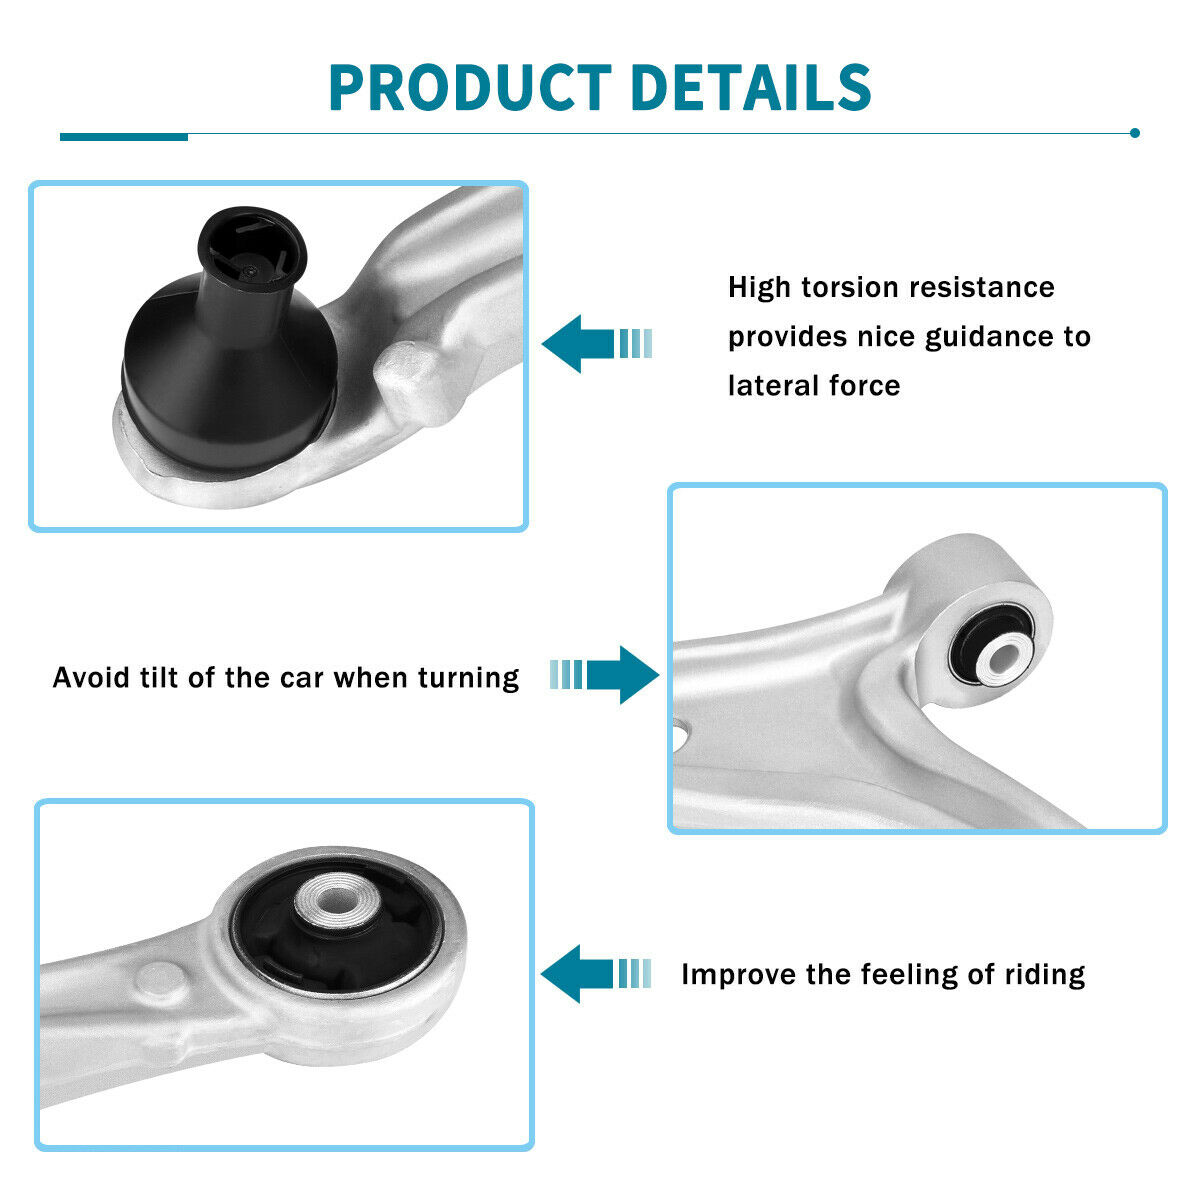 PRODUCT DETAILS
High torsion resistance
provides nice guidance to
lateral force
Avoid tilt of the car when turning
Improve the feeling of riding